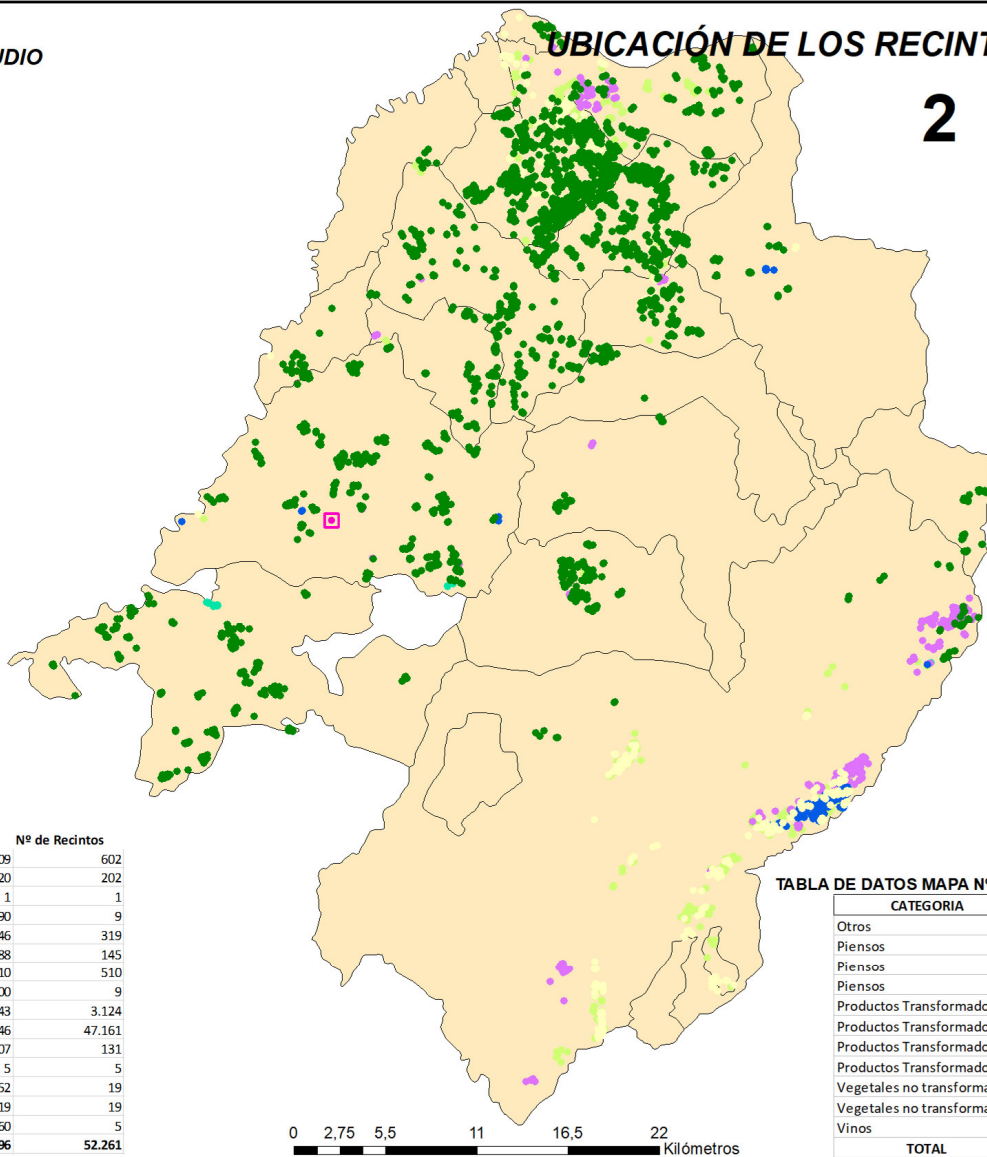 UDIO
UBICACIÓN DE LOS RECINT
2
Nº de Recintos
09 602
20 202
1 1
90 9
46 319
88 145
10 510
00 9
43 3.124
46 47.161
07 131
5 5
52 19
19 19
60 5
96 52.261
TABLA DE DATOS MAPA Nº
CATEGORIA
Otros
Piensos
Piensos
Piensos
Productos Transformado
Productos Transformado
Productos Transformado
Productos Transformado
Vegetales no transforma
Vegetales no transforma
Vinos
TOTAL
0 2,75 5,5 11 16,5 22
Kilómetros